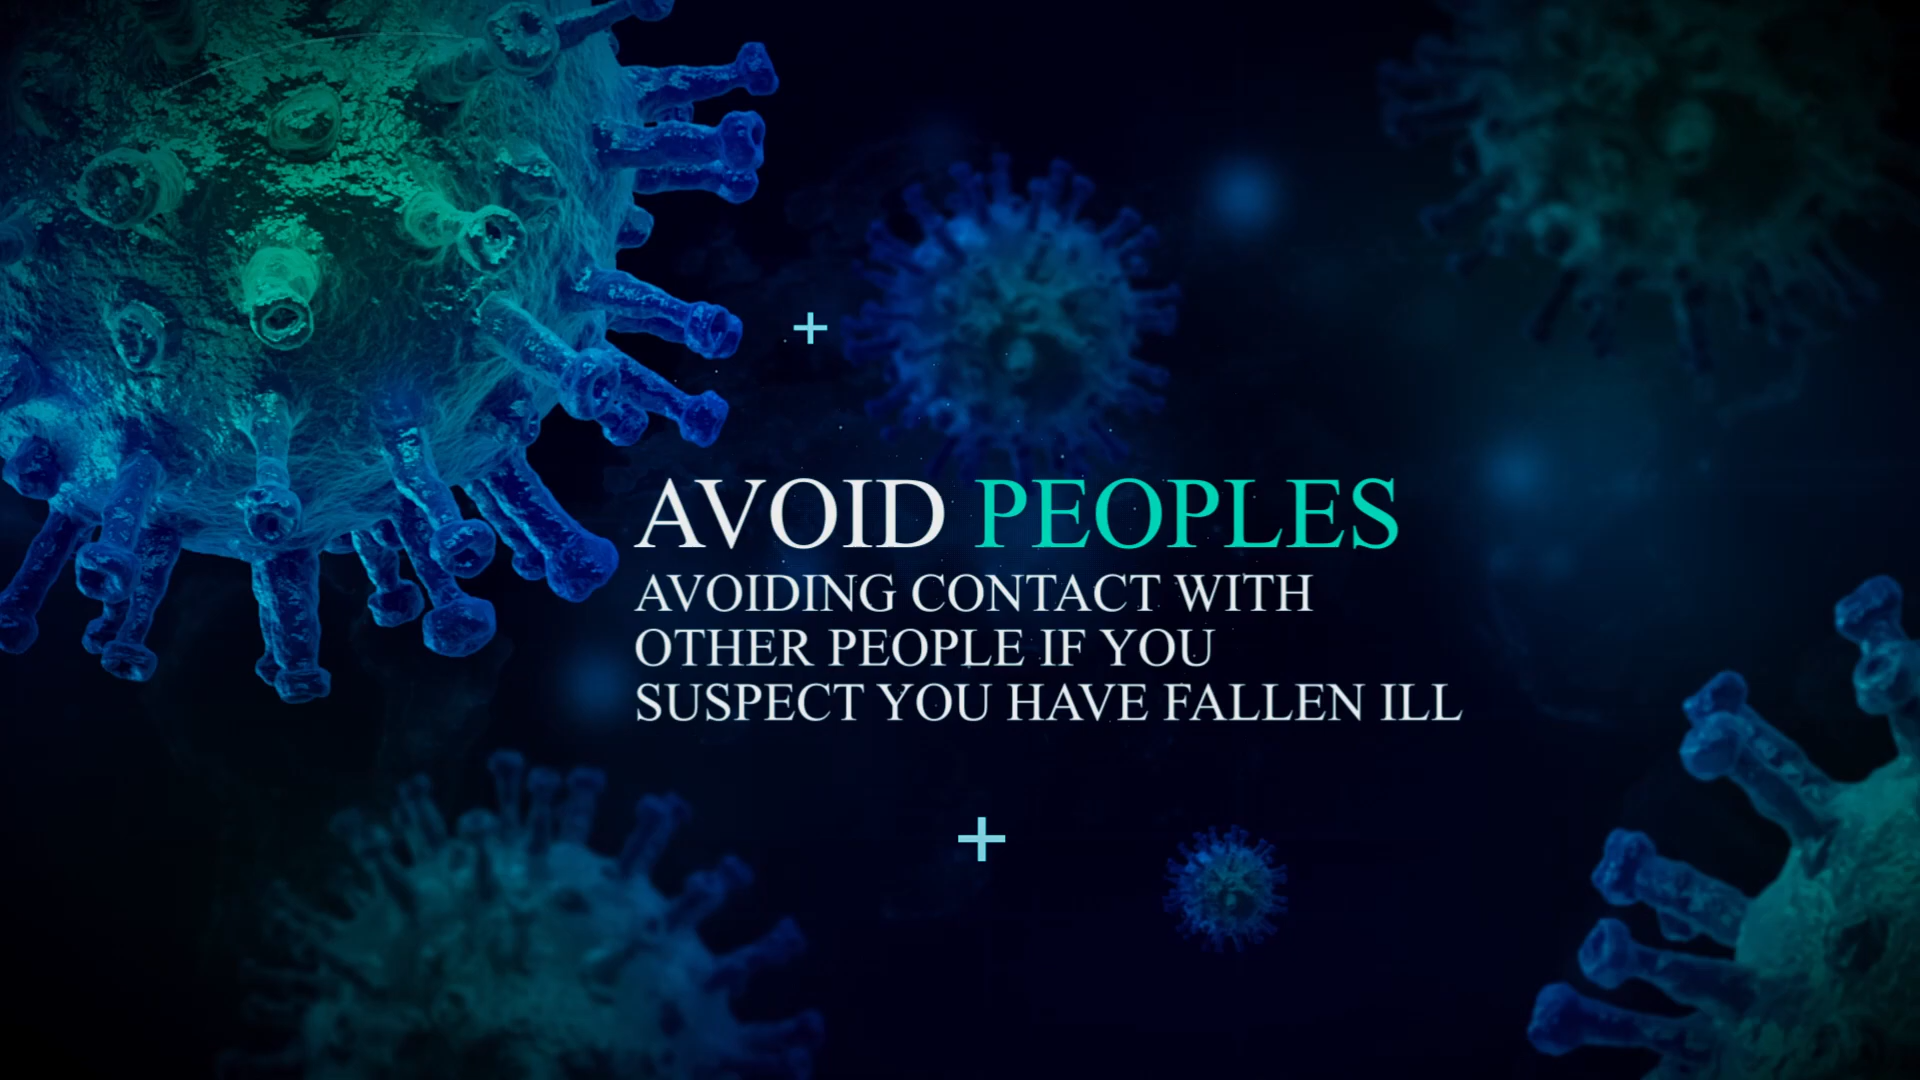 AVOID PEOPLES
AVOIDING CONTACT WITH
OTHER PEOPLE IF YOU
SUSPECT YOU HAVE FALLEN ILL